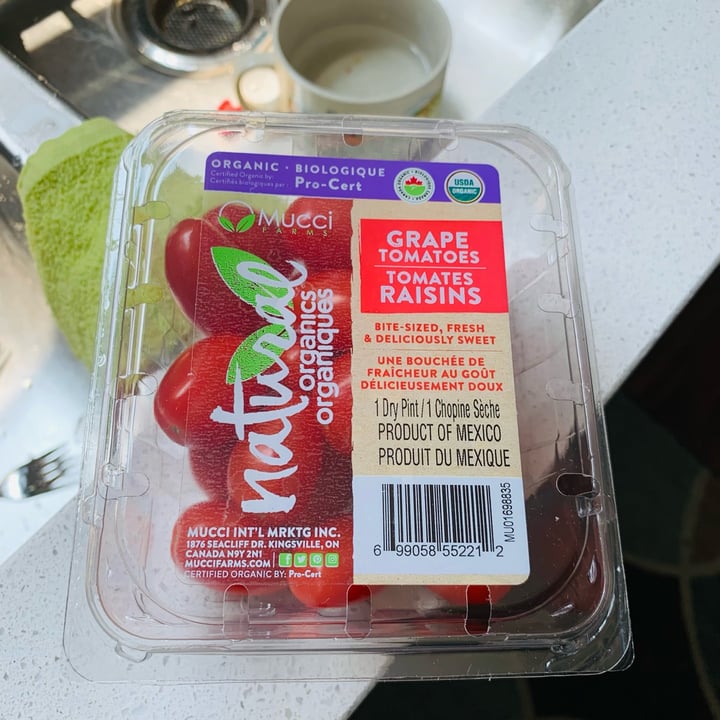 ORGANIC · BIOLOGIQUE
Certified Organic by:
Certifiés biologiques par :
Pro-Cert
CANADA ORGANIC
BIOLOGIQUE
USDA
ORGANIC
Mucci
FARMS
natural
organics
organiques
GRAPE
TOMATOES
TOMATES
RAISINS
BITE-SIZED, FRESH
& DELICIOUSLY SWEET
UNE BOUCHÉE DE
FRAÎCHEUR AU GOÛT
DÉLICIEUSEMENT DOUX
1 Dry Pint / 1 Chopine Sèche
PRODUCT OF MEXICO
PRODUIT DU MEXIQUE
6 99058 55221 2
MU01698835
MUCCI INT'L MRKTG INC.
1876 SEACLIFF DR. KINGSVILLE, ON
CANADA N9Y 2N1
MUCCIFARMS.COM
CERTIFIED ORGANIC BY: Pro-Cert